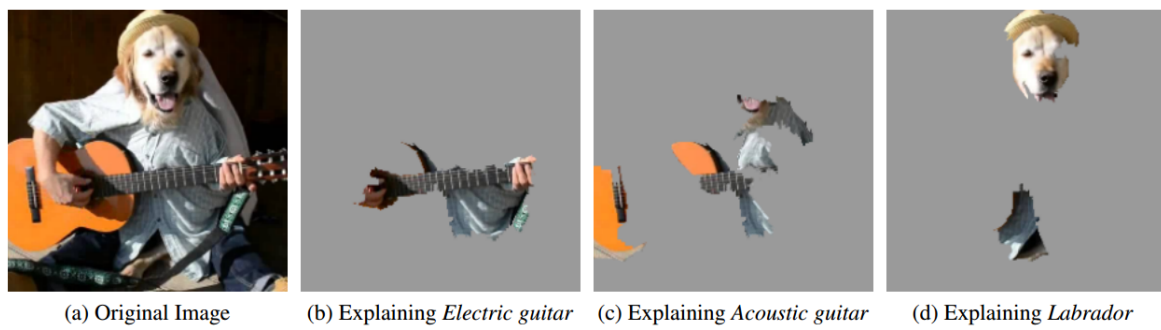 (a) Original Image
(b) Explaining Electric guitar
(c) Explaining Acoustic guitar
(d) Explaining Labrador